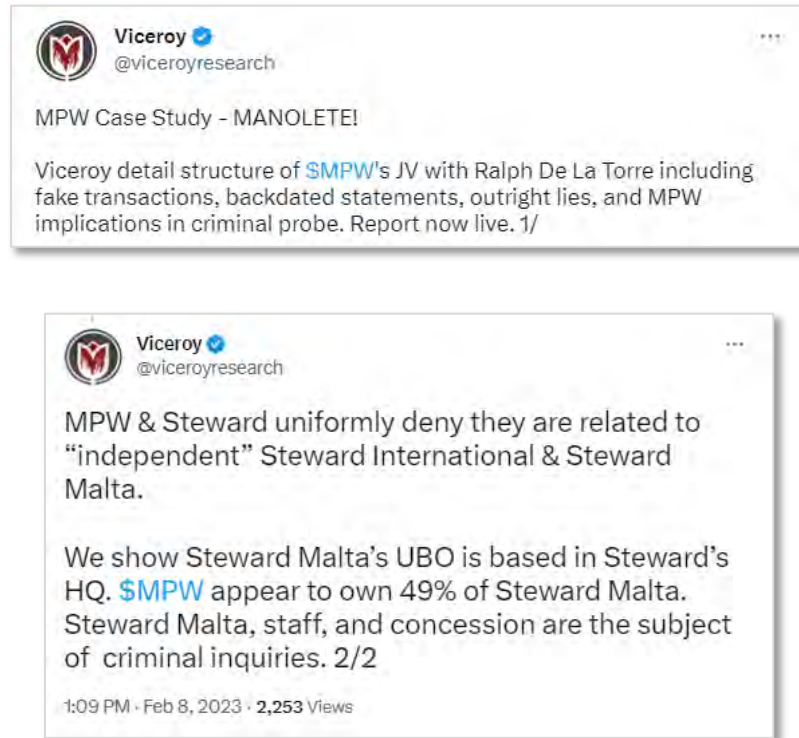 Viceroy
@viceroyresearch
MPW Case Study - MANOLETE!
Viceroy detail structure of $MPW's JV with Ralph De La Torre including
fake transactions, backdated statements, outright lies, and MPW
implications in criminal probe. Report now live. 1/
Viceroy
@viceroyresearch
MPW & Steward uniformly deny they are related to
“independent” Steward International & Steward
Malta.
We show Steward Malta’s UBO is based in Steward’s
HQ. $MPW appear to own 49% of Steward Malta.
Steward Malta, staff, and concession are the subject
of criminal inquiries. 2/2
1:09 PM · Feb 8, 2023 · 2,253 Views